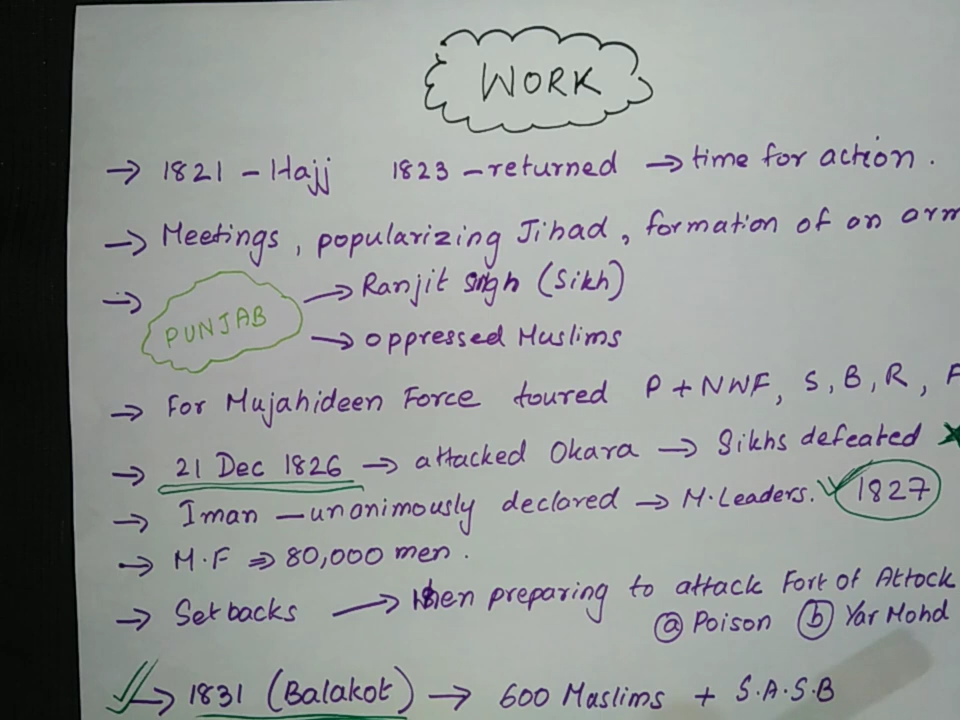 WORK
→ 1821 - Hajj 1823 - returned → time for action.
→ Meetings, popularizing Jihad, formation of an arm
→ PUNJAB → Ranjit Singh (Sikh)
→ oppressed Muslims
→ For Mujahideen Force toured P + NWF, S, B, R,
→ 21 Dec 1826 → attacked Okara → Sikhs defeated
→ Iman - unonimously declared → M. Leaders. 1827
→ M.F ⇒ 80,000 men.
→ Setbacks → When preparing to attack Fort of Attock
ⓐ Poison ⓑ Yar Mohd
→ 1831 (Balakot) → 600 Muslims + S.A.S.B